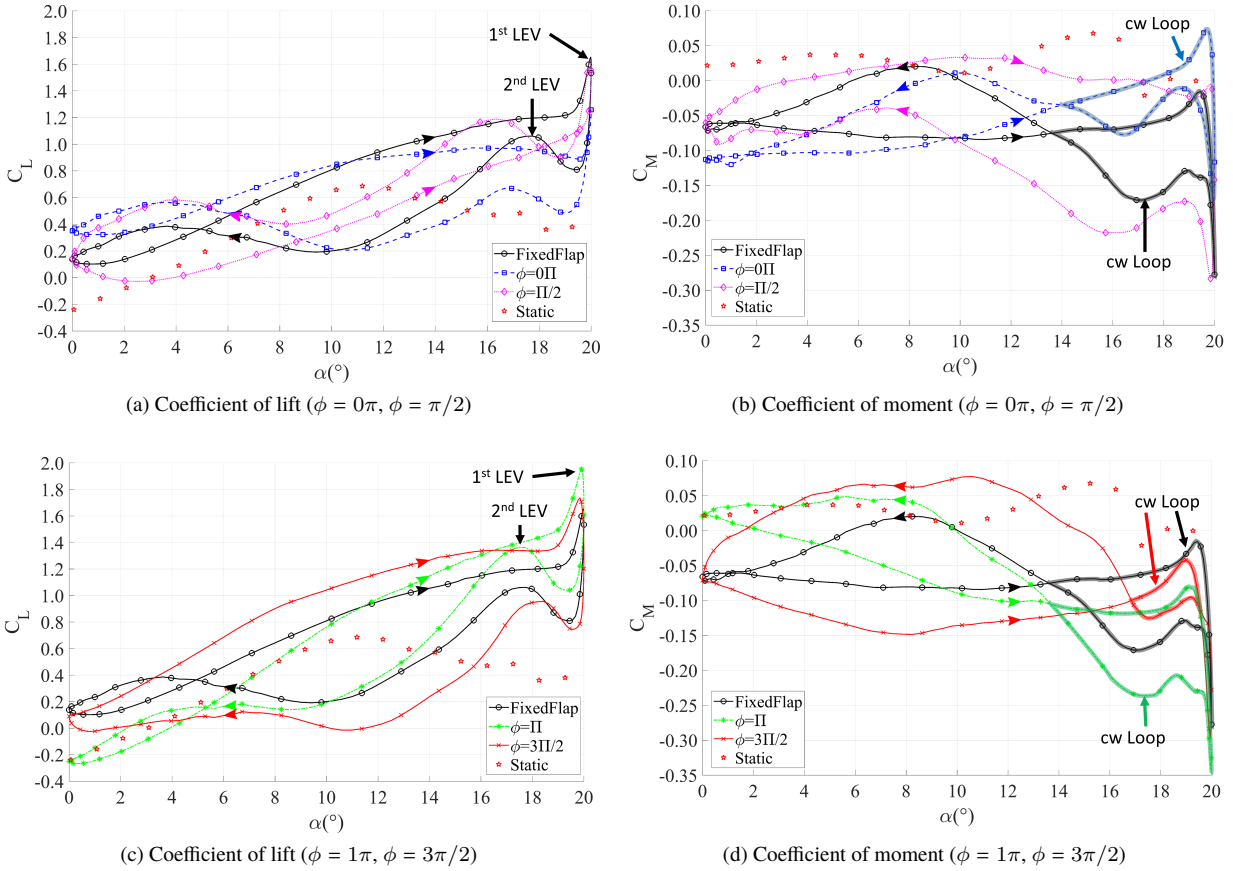 2.0
1.8
1.6
1.4
1.2
1.0
0.8
0.6
0.4
0.2
0.0
-0.2
-0.4
C_L
1st LEV
2nd LEV
FixedFlap
ϕ=0Π
ϕ=Π/2
Static
0 2 4 6 8 10 12 14 16 18 20
α(°)
(a) Coefficient of lift (ϕ = 0π, ϕ = π/2)
0.10
0.05
0.00
-0.05
-0.10
-0.15
-0.20
-0.25
-0.30
-0.35
C_M
cw Loop
cw Loop
FixedFlap
ϕ=0Π
ϕ=Π/2
Static
0 2 4 6 8 10 12 14 16 18 20
α(°)
(b) Coefficient of moment (ϕ = 0π, ϕ = π/2)
2.0
1.8
1.6
1.4
1.2
1.0
0.8
0.6
0.4
0.2
0.0
-0.2
-0.4
C_L
1st LEV
2nd LEV
FixedFlap
ϕ=Π
ϕ=3Π/2
Static
0 2 4 6 8 10 12 14 16 18 20
α(°)
(c) Coefficient of lift (ϕ = 1π, ϕ = 3π/2)
0.10
0.05
0.00
-0.05
-0.10
-0.15
-0.20
-0.25
-0.30
-0.35
C_M
cw Loop
cw Loop
FixedFlap
ϕ=Π
ϕ=3Π/2
Static
0 2 4 6 8 10 12 14 16 18 20
α(°)
(d) Coefficient of moment (ϕ = 1π, ϕ = 3π/2)